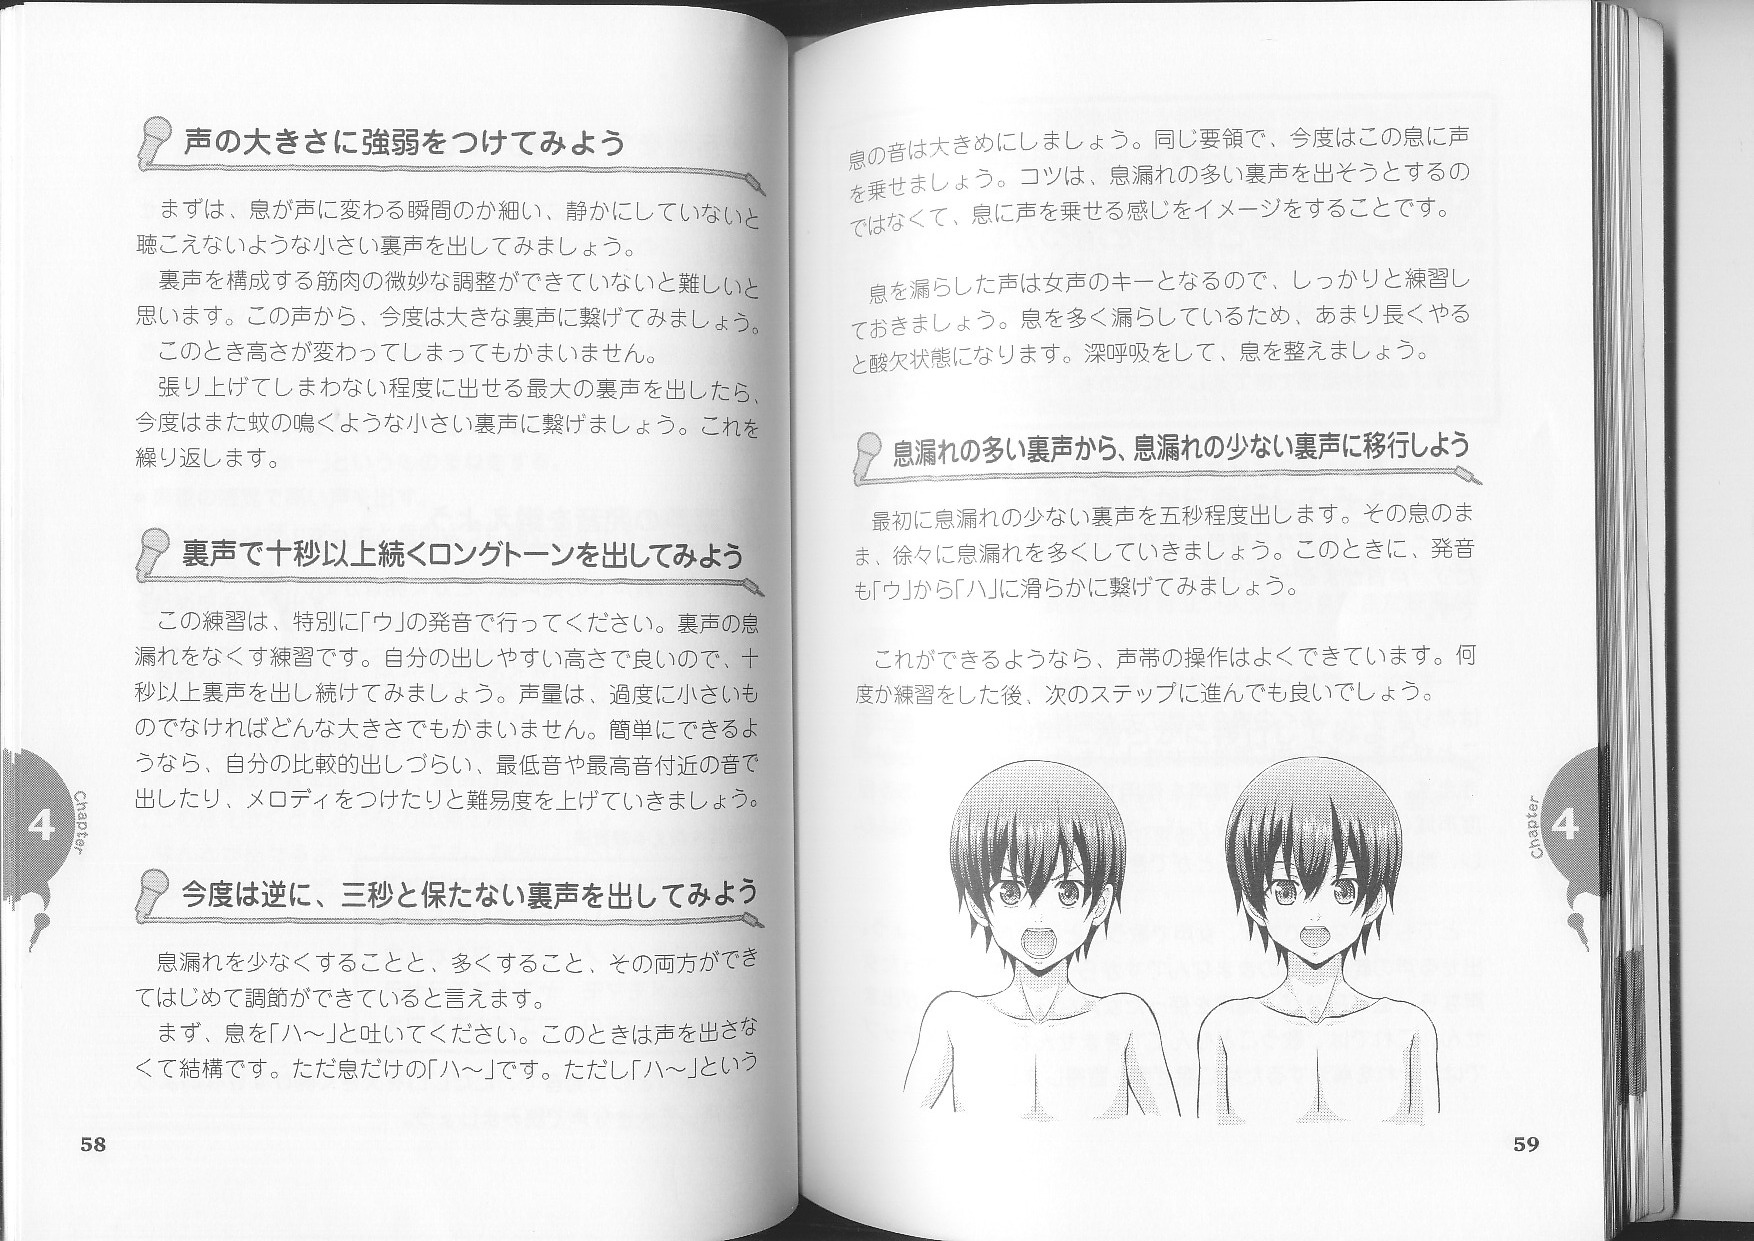 声の大きさに強弱をつけてみよう
まずは、息が声に変わる瞬間のか細い、静かにしていないと
聴こえないような小さい裏声を出してみましょう。
裏声を構成する筋肉の微妙な調整ができていないと難しいと
思います。この声から、今度は大きな裏声に繋げてみましょう。
このとき高さが変わってしまってもかまいません。
張り上げてしまわない程度に出せる最大の裏声を出したら、
今度はまた蚊の鳴くような小さい裏声に繋げましょう。これを
繰り返します。
裏声で十秒以上続くロングトーンを出してみよう
この練習は、特別に「ウ」の発音で行ってください。裏声の息
漏れをなくす練習です。自分の出しやすい高さで良いので、十
秒以上裏声を出し続けてみましょう。声量は、過度に小さいも
のでなければどんな大きさでもかまいません。簡単にできるよ
うなら、自分の比較的出しづらい、最低音や最高音付近の音で
出したり、メロディをつけたりと難易度を上げていきましょう。
今度は逆に、三秒と保たない裏声を出してみよう
息漏れを少なくすることと、多くすること、その両方ができ
てはじめて調節ができていると言えます。
まず、息を「ハ〜」と吐いてください。このときは声を出さな
くて結構です。ただ息だけの「ハ〜」です。ただし「ハ〜」という
4
Chapter
58
息の音は大きめにしましょう。同じ要領で、今度はこの息に声
を乗せましょう。コツは、息漏れの多い裏声を出そうとするの
ではなくて、息に声を乗せる感じをイメージをすることです。
息を漏らした声は女声のキーとなるので、しっかりと練習し
ておきましょう。息を多く漏らしているため、あまり長くやる
と酸欠状態になります。深呼吸をして、息を整えましょう。
息漏れの多い裏声から、息漏れの少ない裏声に移行しよう
最初に息漏れの少ない裏声を五秒程度出します。その息のま
ま、徐々に息漏れを多くしていきましょう。このときに、発音
も「ウ」から「ハ」に滑らかに繋げてみましょう。
これができるようなら、声帯の操作はよくできています。何
度か練習をした後、次のステップに進んでも良いでしょう。
Chapter
4
59